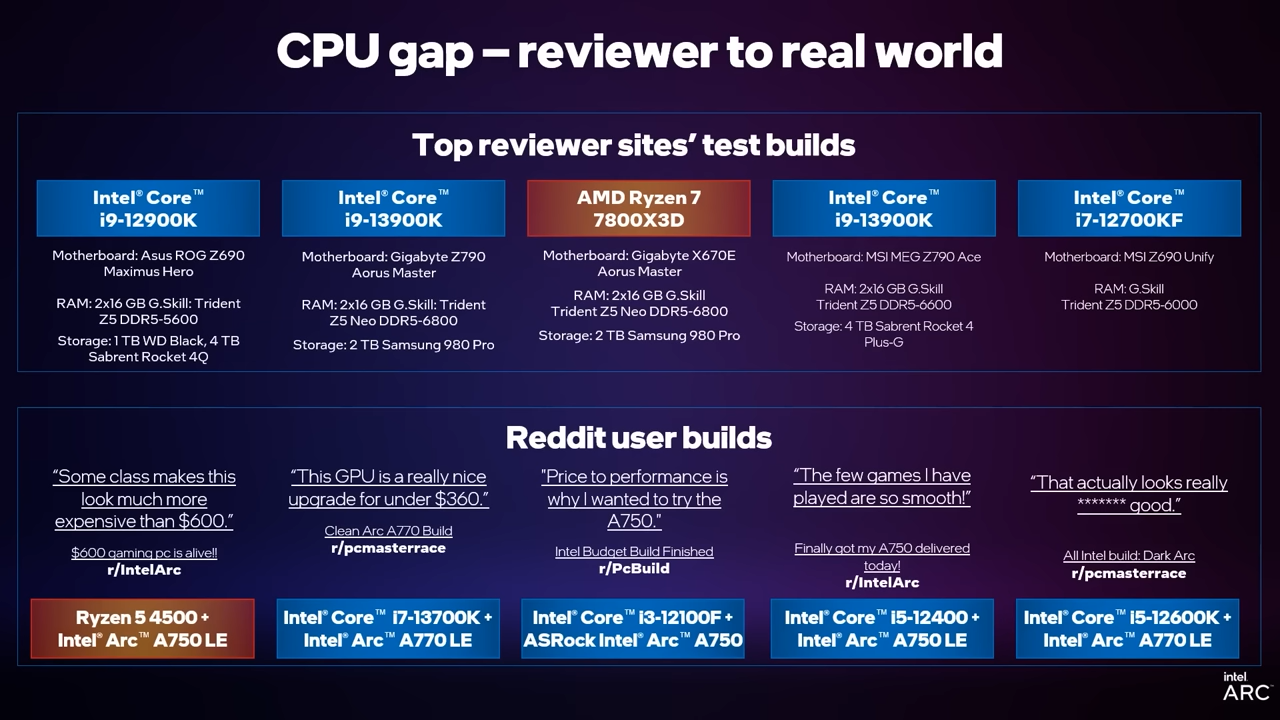 CPU gap – reviewer to real world
Top reviewer sites’ test builds
Intel® Core™
i9-12900K
Motherboard: Asus ROG Z690
Maximus Hero
RAM: 2x16 GB G.Skill: Trident
Z5 DDR5-5600
Storage: 1 TB WD Black, 4 TB
Sabrent Rocket 4Q
Intel® Core™
i9-13900K
Motherboard: Gigabyte Z790
Aorus Master
RAM: 2x16 GB G.Skill: Trident
Z5 Neo DDR5-6800
Storage: 2 TB Samsung 980 Pro
AMD Ryzen 7
7800X3D
Motherboard: Gigabyte X670E
Aorus Master
RAM: 2x16 GB G.Skill
Trident Z5 Neo DDR5-6800
Storage: 2 TB Samsung 980 Pro
Intel® Core™
i9-13900K
Motherboard: MSI MEG Z790 Ace
RAM: 2x16 GB G.Skill
Trident Z5 DDR5-6600
Storage: 4 TB Sabrent Rocket 4
Plus-G
Intel® Core™
i7-12700KF
Motherboard: MSI Z690 Unify
RAM: G.Skill
Trident Z5 DDR5-6000
Reddit user builds
“Some class makes this
look much more
expensive than $600.”
$600 gaming pc is alive!!
r/IntelArc
Ryzen 5 4500 +
Intel® Arc™ A750 LE
“This GPU is a really nice
upgrade for under $360.”
Clean Arc A770 Build
r/pcmasterrace
Intel® Core™ i7-13700K +
Intel® Arc™ A770 LE
"Price to performance is
why I wanted to try the
A750."
Intel Budget Build Finished
r/PcBuild
Intel® Core™ i3-12100F +
ASRock Intel® Arc™ A750
“The few games I have
played are so smooth!”
Finally got my A750 delivered
today!
r/IntelArc
Intel® Core™ i5-12400 +
Intel® Arc™ A750 LE
“That actually looks really
******* good.”
All Intel build: Dark Arc
r/pcmasterrace
Intel® Core™ i5-12600K +
Intel® Arc™ A770 LE
intel
ARC™